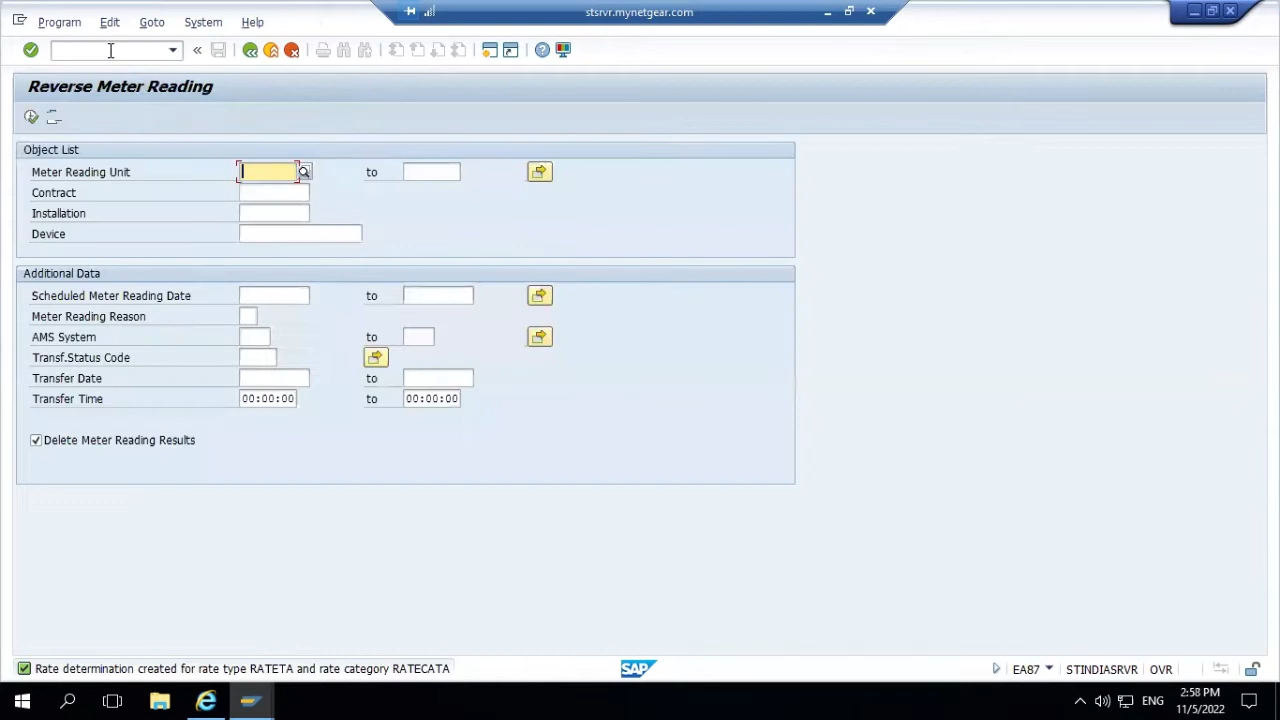 stsrvr.mynetgear.com
Program Edit Goto System Help
Reverse Meter Reading
Object List
Meter Reading Unit to
Contract
Installation
Device
Additional Data
Scheduled Meter Reading Date to
Meter Reading Reason
AMS System to
Transf.Status Code
Transfer Date to
Transfer Time 00:00:00 to 00:00:00
Delete Meter Reading Results
Rate determination created for rate type RATETA and rate category RATECATA SAP EA87 STINDIASRVR OVR
ENG 2:58 PM
11/5/2022